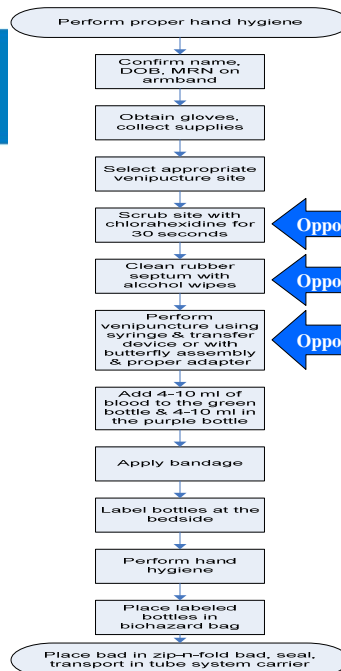 Perform proper hand hygiene
Confirm name,
DOB, MRN on
armband
Obtain gloves,
collect supplies
Select appropriate
venipucture site
Scrub site with
chlorahexidine for
30 seconds
Oppo
Clean rubber
septum with
alcohol wipes
Oppo
Perform
venipuncture using
syringe & transfer
device or with
butterfly assembly
& proper adapter
Oppo
Add 4-10 ml of
blood to the green
bottle & 4-10 ml in
the purple bottle
Apply bandage
Label bottles at the
bedside
Perform hand
hygiene
Place labeled
bottles in
biohazard bag
Place bad in zip-n-fold bad, seal,
transport in tube system carrier